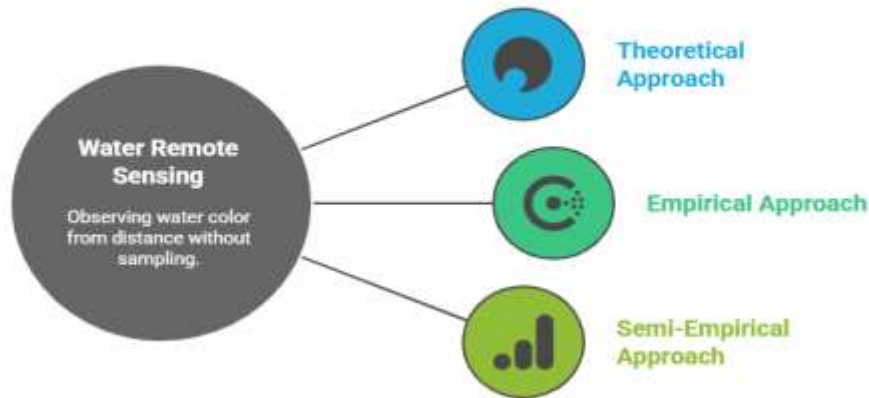 Water Remote
Sensing
Observing water color
from distance without
sampling.
Theoretical
Approach
Empirical Approach
Semi-Empirical
Approach